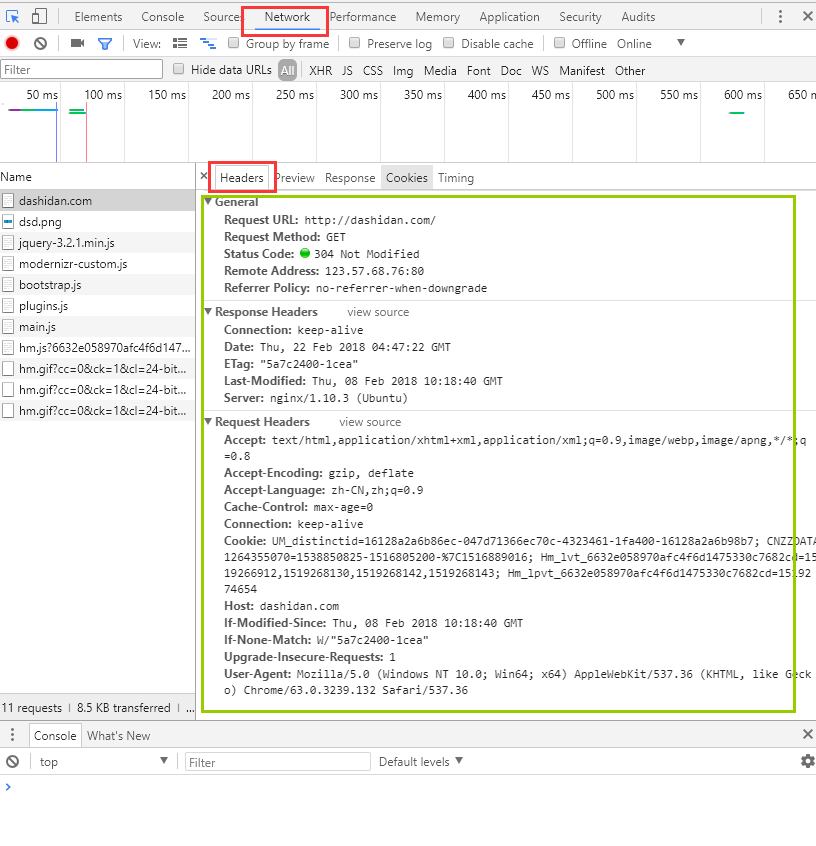 Elements Console Sources Network Performance Memory Application Security Audits
View: Group by frame Preserve log Disable cache Offline Online
Filter Hide data URLs All XHR JS CSS Img Media Font Doc WS Manifest Other
50 ms 100 ms 150 ms 200 ms 250 ms 300 ms 350 ms 400 ms 450 ms 500 ms 550 ms 600 ms 650 m
Name
dashidan.com
dsd.png
jquery-3.2.1.min.js
modernizr-custom.js
bootstrap.js
plugins.js
main.js
hm.js?6632e058970afc4f6d147...
hm.gif?cc=0&ck=1&cl=24-bit...
hm.gif?cc=0&ck=1&cl=24-bit...
hm.gif?cc=0&ck=1&cl=24-bit...
11 requests | 8.5 KB transferred | ...
× Headers Preview Response Cookies Timing
General
Request URL: http://dashidan.com/
Request Method: GET
Status Code: 304 Not Modified
Remote Address: 123.57.68.76:80
Referrer Policy: no-referrer-when-downgrade
Response Headers view source
Connection: keep-alive
Date: Thu, 22 Feb 2018 04:47:22 GMT
ETag: "5a7c2400-1cea"
Last-Modified: Thu, 08 Feb 2018 10:18:40 GMT
Server: nginx/1.10.3 (Ubuntu)
Request Headers view source
Accept: text/html,application/xhtml+xml,application/xml;q=0.9,image/webp,image/apng,*/*;q
=0.8
Accept-Encoding: gzip, deflate
Accept-Language: zh-CN,zh;q=0.9
Cache-Control: max-age=0
Connection: keep-alive
Cookie: UM_distinctid=16128a2a6b86ec-047d71366ec70c-4323461-1fa400-16128a2a6b98b7; CNZZDATA
1264355070=1538850825-1516805200-%7C1516889016; Hm_lvt_6632e058970afc4f6d1475330c7682cd=15
19266912,1519268130,1519268142,1519268143; Hm_lpvt_6632e058970afc4f6d1475330c7682cd=15192
74654
Host: dashidan.com
If-Modified-Since: Thu, 08 Feb 2018 10:18:40 GMT
If-None-Match: W/"5a7c2400-1cea"
Upgrade-Insecure-Requests: 1
User-Agent: Mozilla/5.0 (Windows NT 10.0; Win64; x64) AppleWebKit/537.36 (KHTML, like Geck
o) Chrome/63.0.3239.132 Safari/537.36
Console What's New
top Filter Default levels